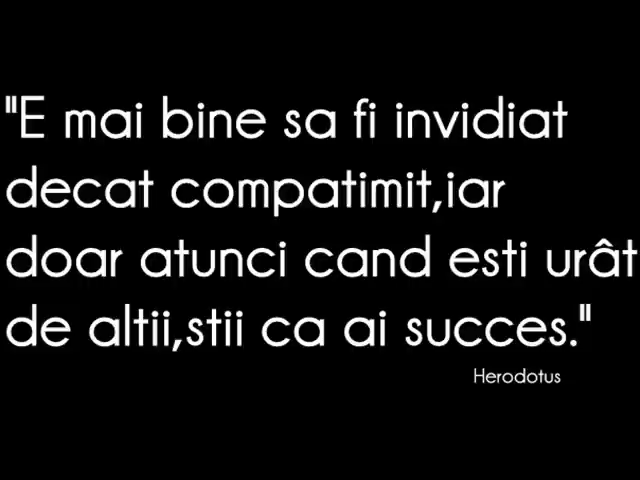 "E mai bine sa fi invidiat
decat compatimit,iar
doar atunci cand esti urât
de altii,stii ca ai succes."
Herodotus